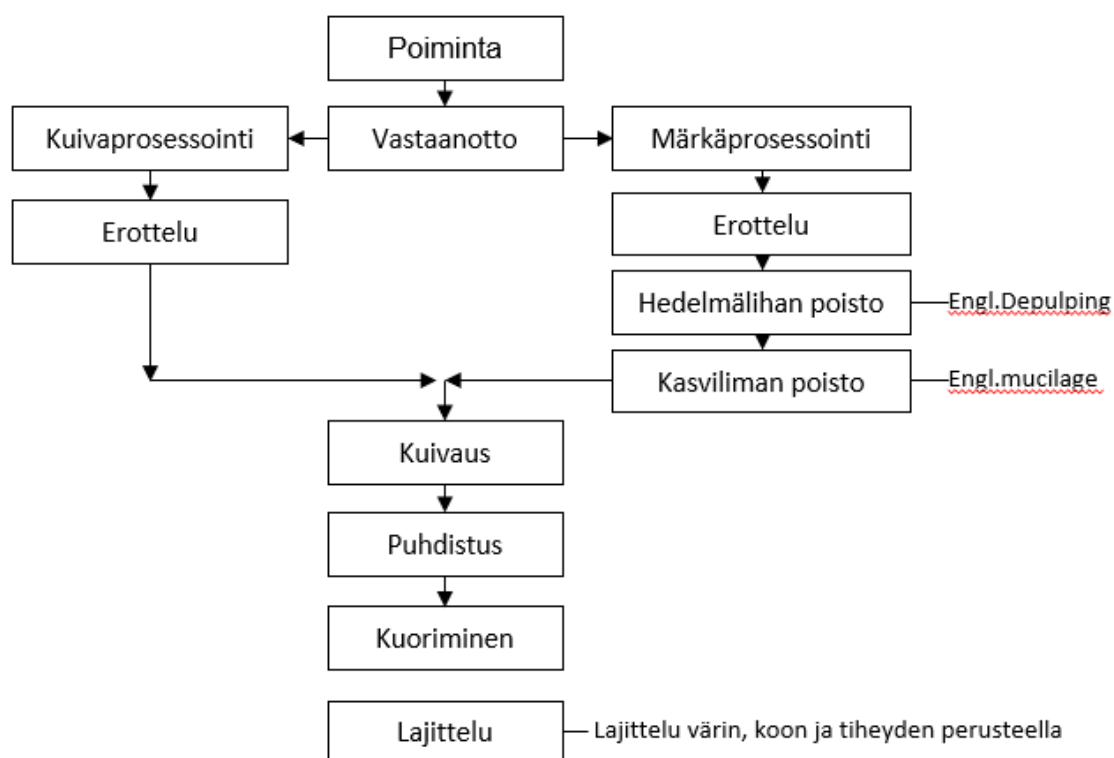 Poiminta
Kuivaprosessointi
Vastaanotto
Märkäprosessointi
Erottelu
Erottelu
Hedelmälihan poisto
Engl.Depulping
Kasviliman poisto
Engl.mucilage
Kuivaus
Puhdistus
Kuoriminen
Lajittelu
Lajittelu värin, koon ja tiheyden perusteella